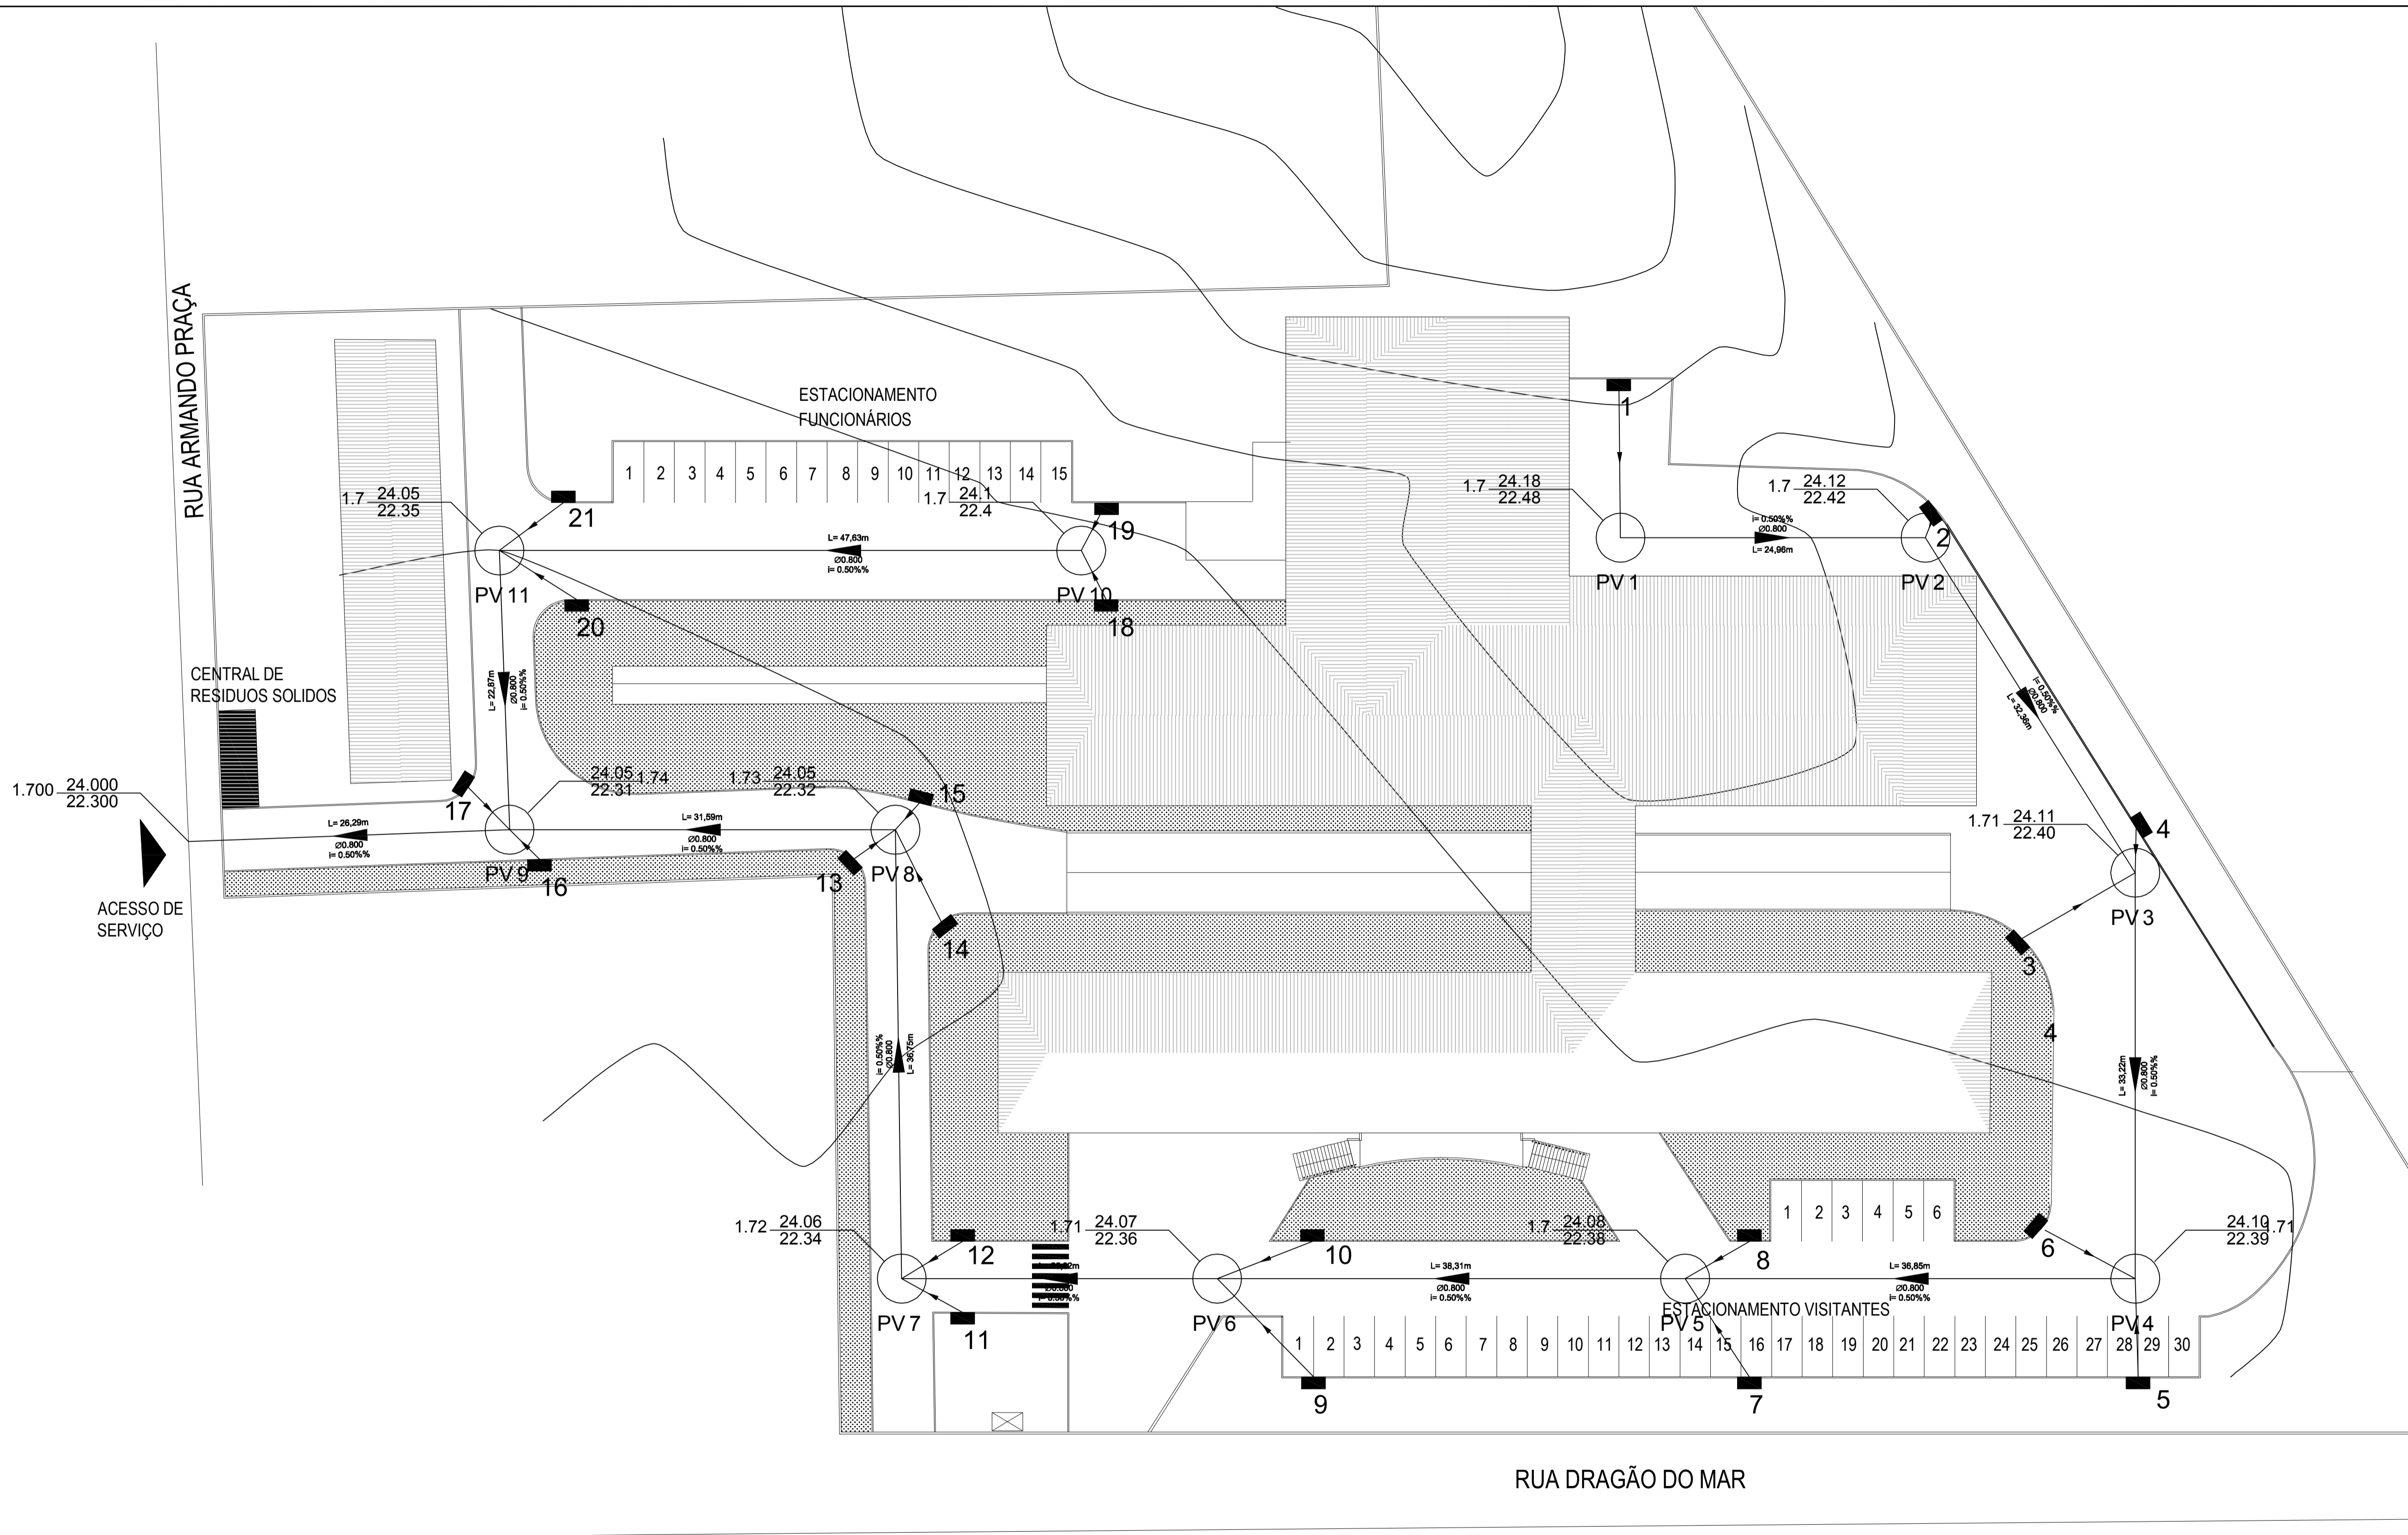 RUA ARMANDO PRAÇA
ESTACIONAMENTO
FUNCIONÁRIOS
1 2 3 4 5 6 7 8 9 10 11 12 13 14 15
1
1.7 24.05
22.35
21
1.7 24.1
22.4
19
1.7 24.18
22.48
1.7 24.12
22.42
2
L= 47,63m
Ø0.800
i= 0.50%%
i= 0.50%%
Ø0.800
L= 24,96m
PV 11
PV 10
PV 1
PV 2
20
18
CENTRAL DE
RESIDUOS SOLIDOS
L= 22,87m
Ø0.800
i= 0.50%%
i= 0.50%%
Ø0.800
L= 32,36m
1.700 24.000
22.300
24.05 1.74
22.31
1.73 24.05
22.32
15
17
L= 26,29m
Ø0.800
i= 0.50%%
L= 31,59m
Ø0.800
i= 0.50%%
1.71 24.11
22.40
4
PV 9
16
13
PV 8
ACESSO DE
SERVIÇO
14
PV 3
3
4
i= 0.50%%
Ø0.800
L= 36,75m
L= 33,22m
Ø0.800
i= 0.50%%
1.72 24.06
22.34
12
1.71 24.07
22.36
10
1.7 24.08
22.38
8
1 2 3 4 5 6
6
24.10 1.71
22.39
L= 38,31m
Ø0.800
i= 0.50%%
L= 36,85m
Ø0.800
i= 0.50%%
ESTACIONAMENTO VISITANTES
PV 7
11
PV 6
PV 5
PV 4
1 2 3 4 5 6 7 8 9 10 11 12 13 14 15 16 17 18 19 20 21 22 23 24 25 26 27 28 29 30
9
7
5
RUA DRAGÃO DO MAR